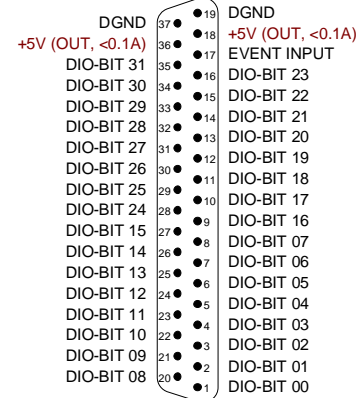 DGND 37
+5V (OUT, <0.1A) 36
DIO-BIT 31 35
DIO-BIT 30 34
DIO-BIT 29 33
DIO-BIT 28 32
DIO-BIT 27 31
DIO-BIT 26 30
DIO-BIT 25 29
DIO-BIT 24 28
DIO-BIT 15 27
DIO-BIT 14 26
DIO-BIT 13 25
DIO-BIT 12 24
DIO-BIT 11 23
DIO-BIT 10 22
DIO-BIT 09 21
DIO-BIT 08 20
19 DGND
18 +5V (OUT, <0.1A)
17 EVENT INPUT
16 DIO-BIT 23
15 DIO-BIT 22
14 DIO-BIT 21
13 DIO-BIT 20
12 DIO-BIT 19
11 DIO-BIT 18
10 DIO-BIT 17
9 DIO-BIT 16
8 DIO-BIT 07
7 DIO-BIT 06
6 DIO-BIT 05
5 DIO-BIT 04
4 DIO-BIT 03
3 DIO-BIT 02
2 DIO-BIT 01
1 DIO-BIT 00